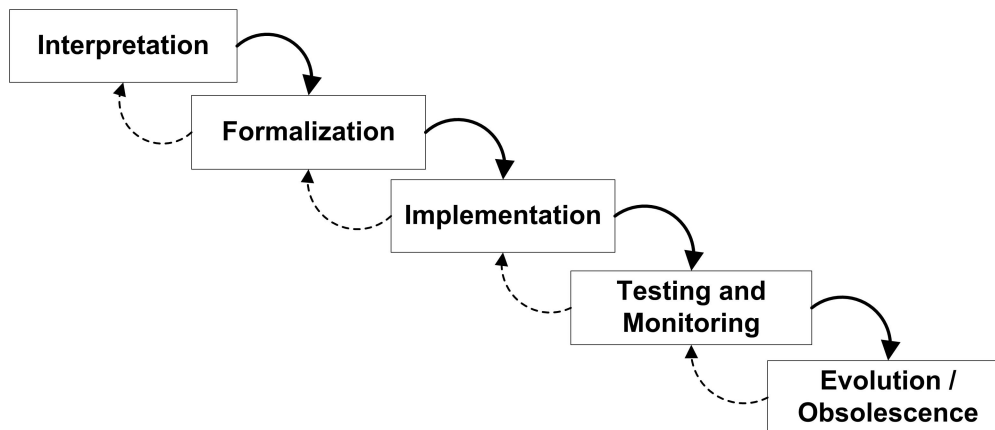 Interpretation
Formalization
Implementation
Testing and
Monitoring
Evolution /
Obsolescence